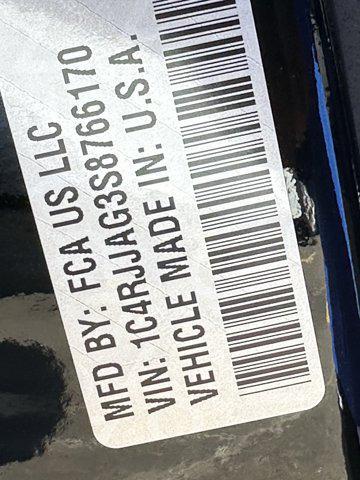 MFD BY: FCA US LLC
VIN: 1C4RJJAG3S8766170
VEHICLE MADE IN: U.S.A.